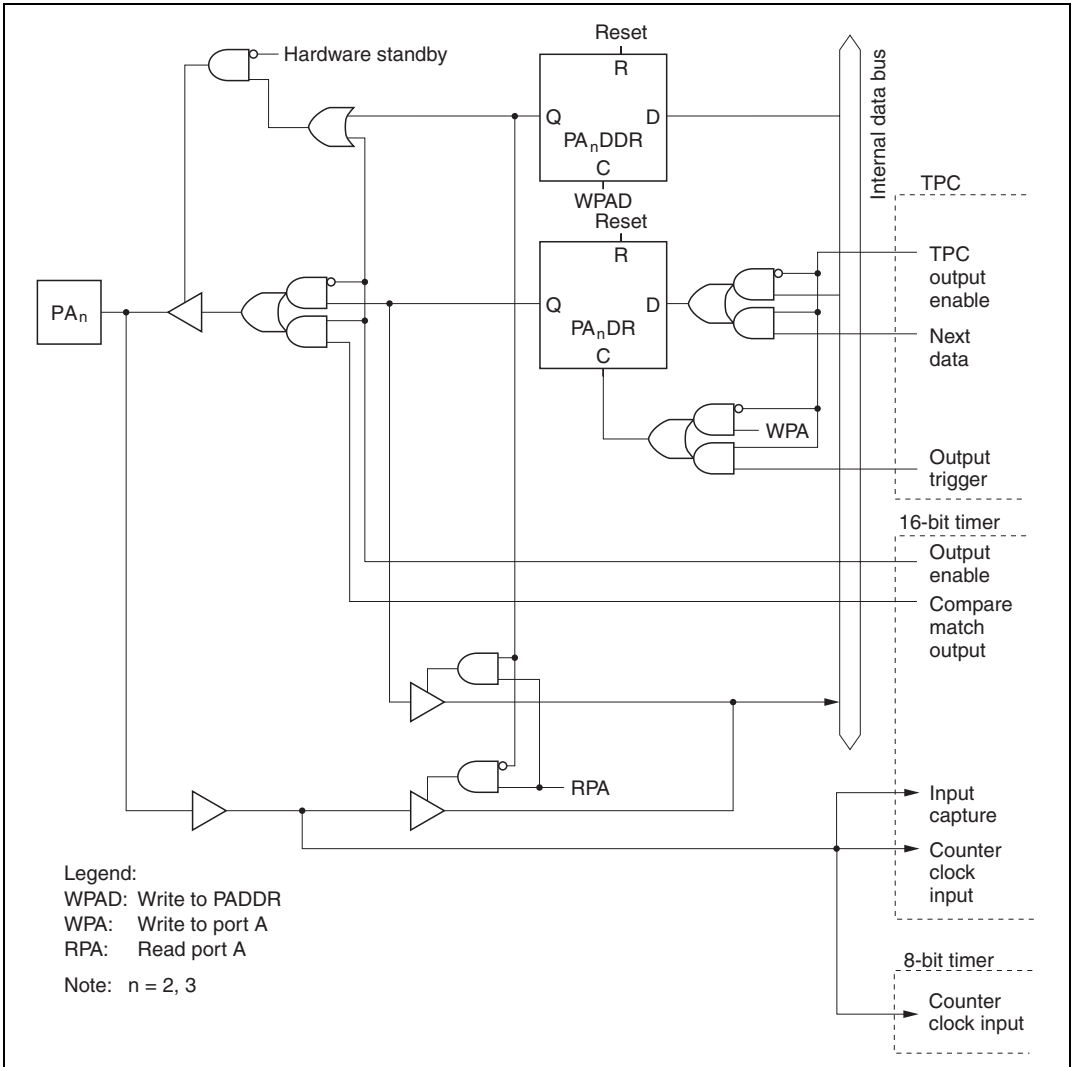 Reset
Hardware standby
R
Q
D
PAnDDR
C
WPAD
Internal data bus
TPC
Reset
R
Q
D
PAnDR
C
PAn
TPC
output
enable
Next
data
WPA
Output
trigger
16-bit timer
Output
enable
Compare
match
output
RPA
Input
capture
Counter
clock
input
8-bit timer
Counter
clock input
Legend:
WPAD: Write to PADDR
WPA: Write to port A
RPA: Read port A
Note: n = 2, 3